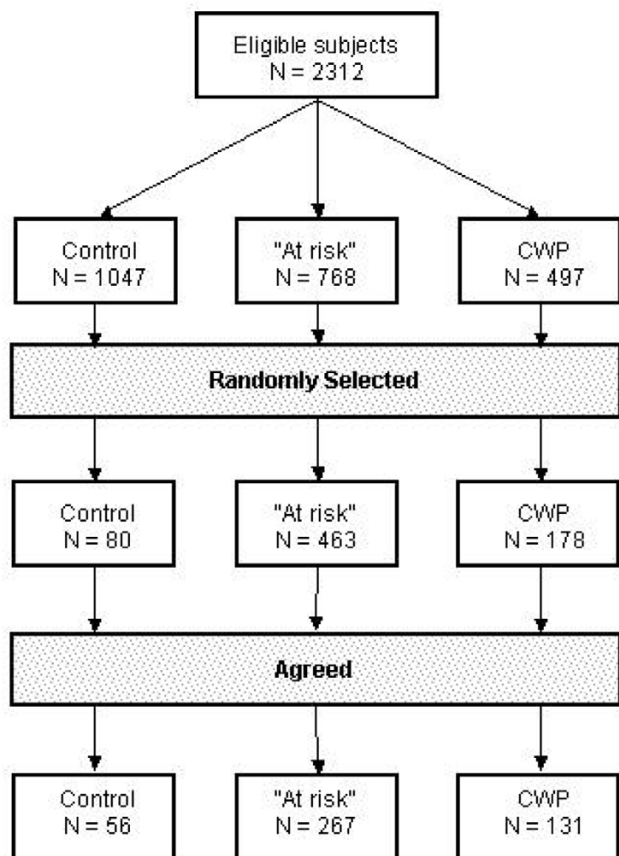 Eligible subjects
N = 2312
Control
N = 1047
"At risk"
N = 768
CWP
N = 497
Randomly Selected
Control
N = 80
"At risk"
N = 463
CWP
N = 178
Agreed
Control
N = 56
"At risk"
N = 267
CWP
N = 131